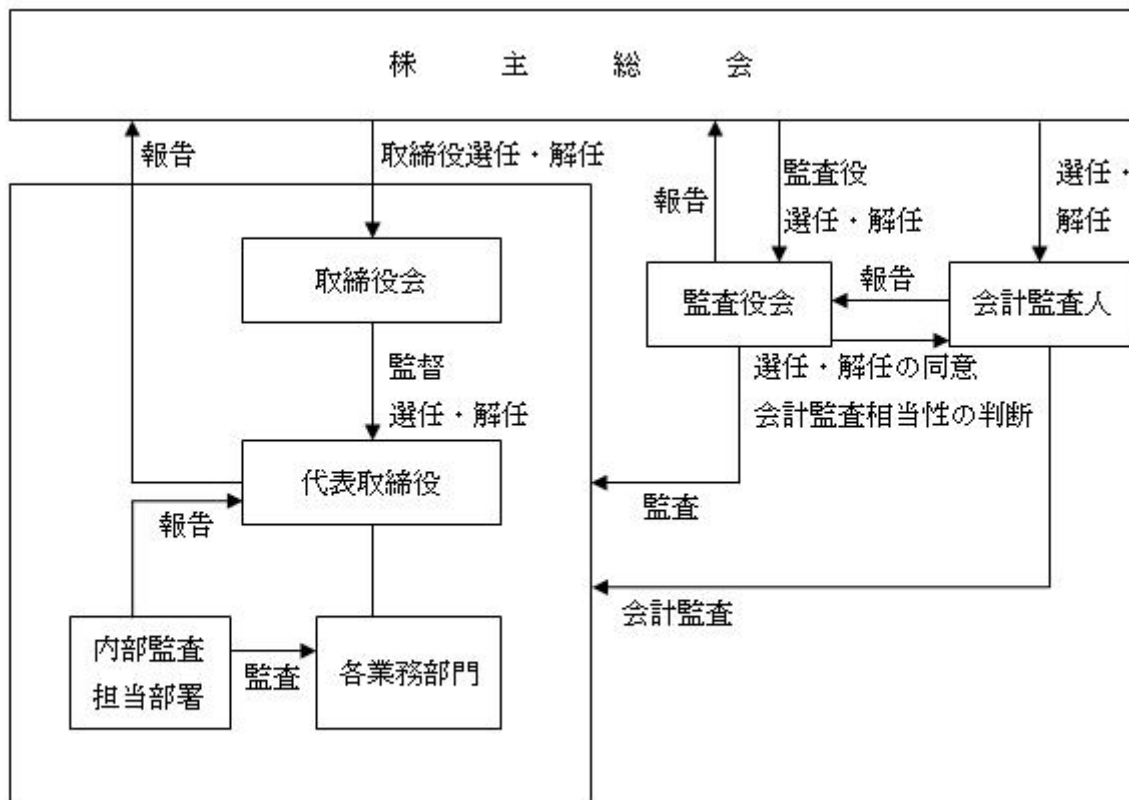 株主総会
報告
取締役選任・解任
報告
監査役
選任・解任
選任・
解任
取締役会
監査役会
報告
会計監査人
監督
選任・解任
選任・解任の同意
会計監査相当性の判断
代表取締役
監査
報告
会計監査
内部監査
担当部署
監査
各業務部門